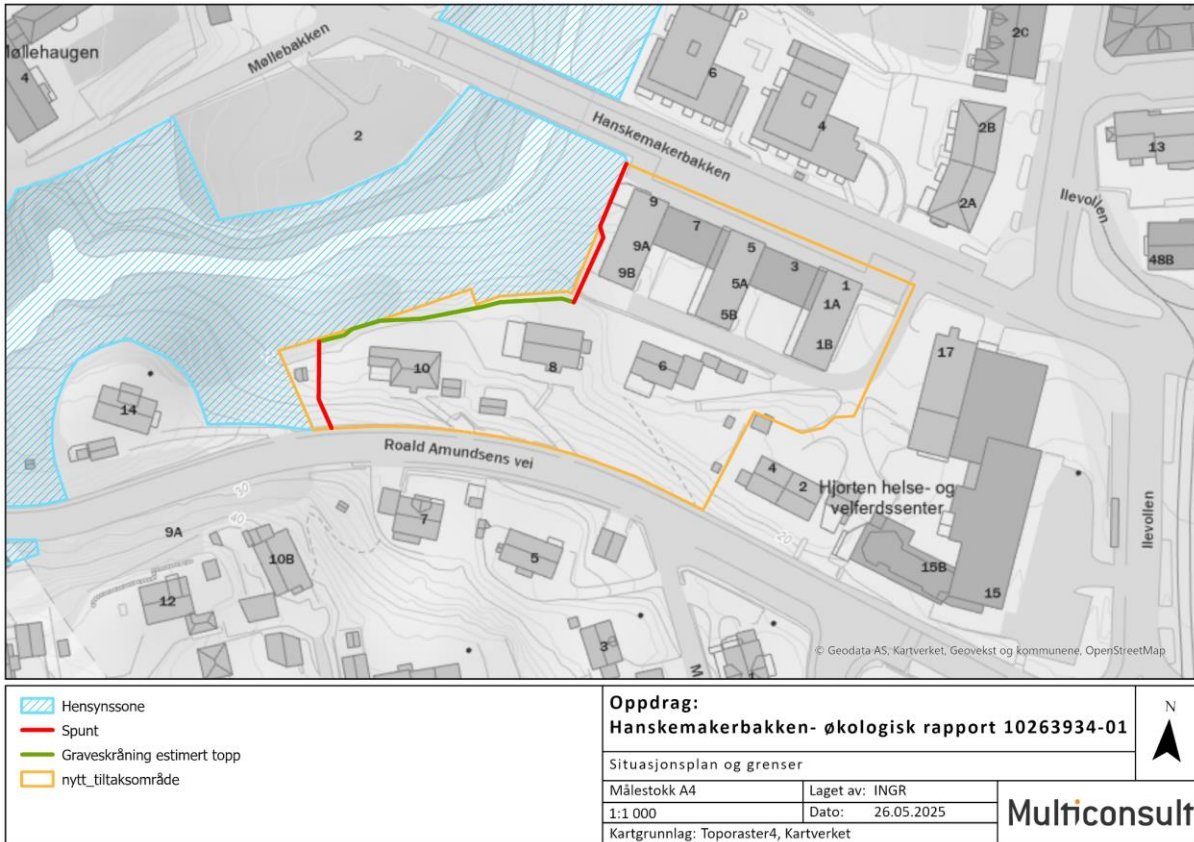 Møllehaugen
4
Møllebakken
2
6
4
2C
2B
2A
13
Hanskemakerbakken
Ilevollen
48B
10
9
7
9A
5
3
9B
5A
1
1A
5B
1B
17
10
8
6
14
Roald Amundsens vei
4
2
Hjorten helse- og
velferdssenter
30
40
7
20
Ilevollen
9A
10B
5
15B
15
12
3
© Geodata AS, Kartverket, Geovekst og kommunene, OpenStreetMap
Hensynssone
Spunt
Graveskråning estimert topp
nytt_tiltaksområde
Oppdrag:
Hanskemakerbakken- økologisk rapport 10263934-01
N
Situasjonsplan og grenser
Målestokk A4
Laget av: INGR
1:1 000
Dato: 26.05.2025
Kartgrunnlag: Toporaster4, Kartverket
Multiconsult